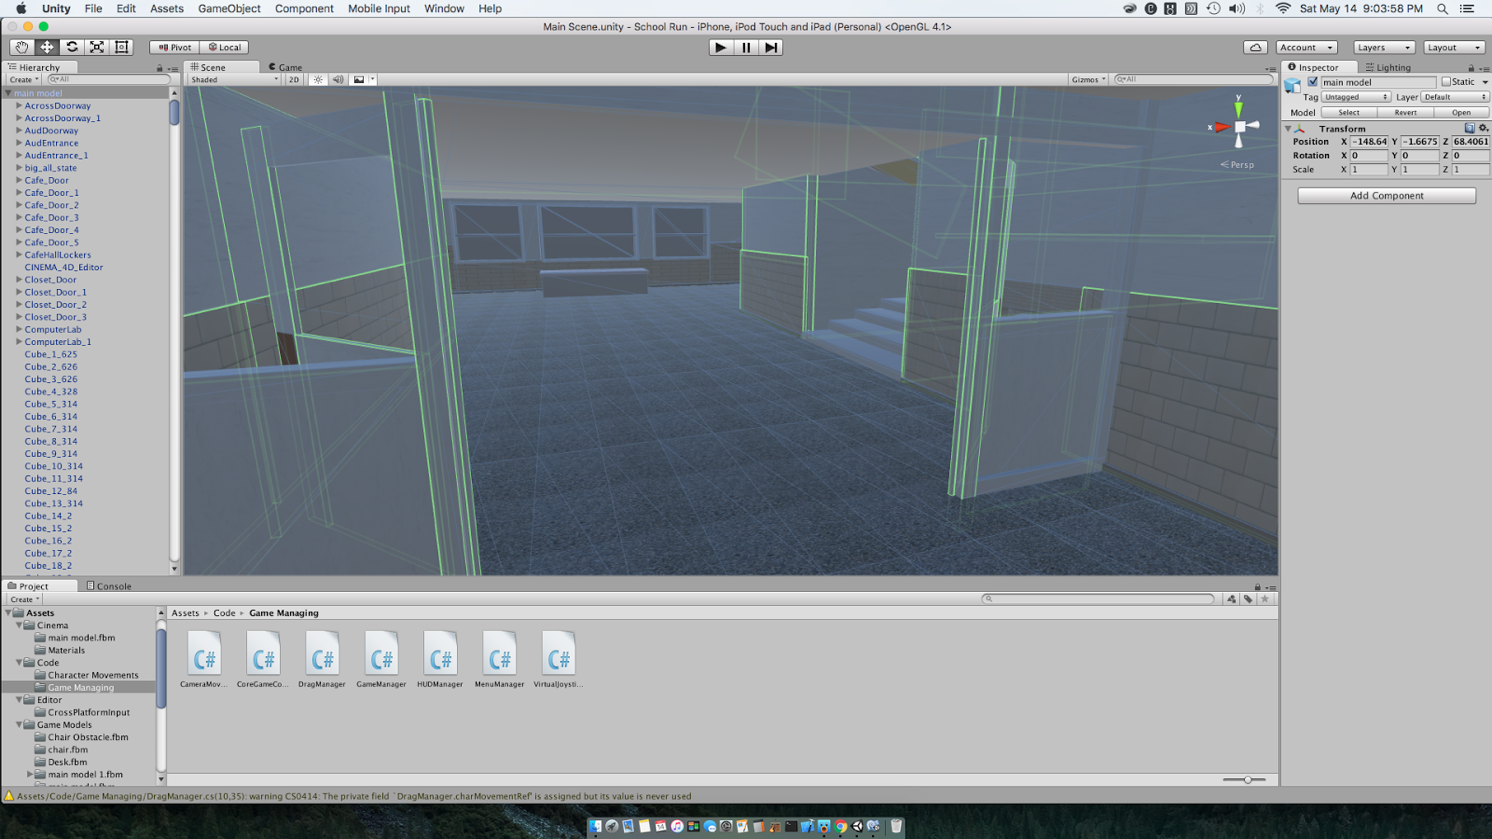 Unity File Edit Assets GameObject Component Mobile Input Window Help Sat May 14 9:03:58 PM
Main Scene.unity - School Run - iPhone, iPod Touch and iPad (Personal) <OpenGL 4.1>
Pivot Local Account Layers Layout
Hierarchy
Create All
main model
AcrossDoorway
AcrossDoorway_1
AudDoorway
AudEntrance
AudEntrance_1
big_all_state
Cafe_Door
Cafe_Door_1
Cafe_Door_2
Cafe_Door_3
Cafe_Door_4
Cafe_Door_5
CafeHallLockers
CINEMA_4D_Editor
Closet_Door
Closet_Door_1
Closet_Door_2
Closet_Door_3
ComputerLab
ComputerLab_1
Cube_1_625
Cube_2_626
Cube_3_626
Cube_4_328
Cube_5_314
Cube_6_314
Cube_7_314
Cube_8_314
Cube_9_314
Cube_10_314
Cube_11_314
Cube_12_84
Cube_13_314
Cube_14_2
Cube_15_2
Cube_16_2
Cube_17_2
Cube_18_2
Scene Game
Shaded 2D Gizmos All
y
x
Persp
Inspector Lighting
main model Static
Tag Untagged Layer Default
Model Select Revert Open
Transform
Position X -148.64 Y -1.6675 Z 68.4061
Rotation X 0 Y 0 Z 0
Scale X 1 Y 1 Z 1
Add Component
Project Console
Create
Assets
Cinema
main model.fbm
Materials
Code
Character Movements
Game Managing
Editor
CrossPlatformInput
Game Models
Chair Obstacle.fbm
chair.fbm
Desk.fbm
main model 1.fbm
Assets Code Game Managing
C# C# C# C# C# C# C#
CameraMov... CoreGameCo... DragManager GameManager HUDManager MenuManager VirtualJoysti...
Assets/Code/Game Managing/DragManager.cs(10,35): warning CS0414: The private field `DragManager.charMovementRef' is assigned but its value is never used